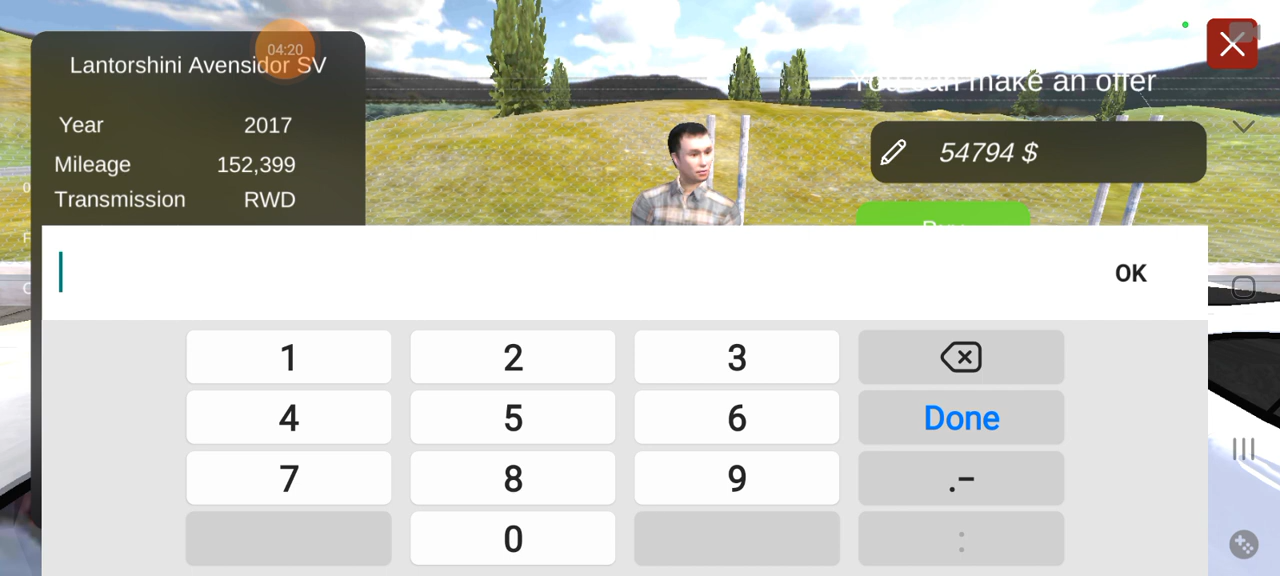 04:20
Lantorshini Avensidor SV
You can make an offer
Year 2017
54794 $
Mileage 152,399
Transmission RWD
OK
1 2 3
4 5 6 Done
7 8 9 .-
0 :